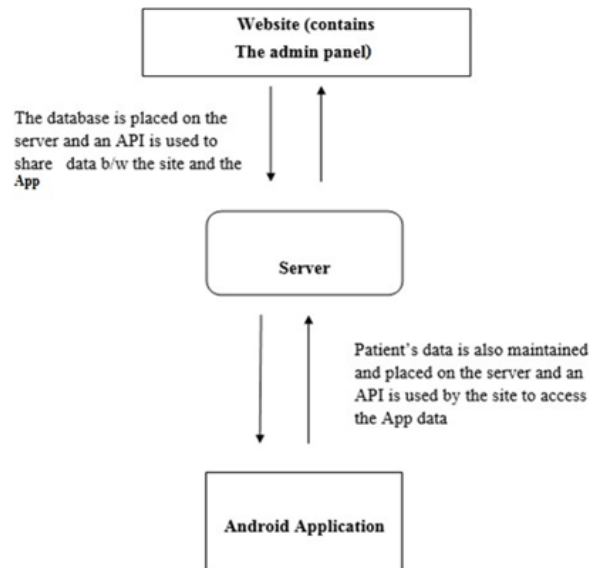 Website (contains
The admin panel)
The database is placed on the
server and an API is used to
share data b/w the site and the
App
Server
Patient’s data is also maintained
and placed on the server and an
API is used by the site to access
the App data
Android Application